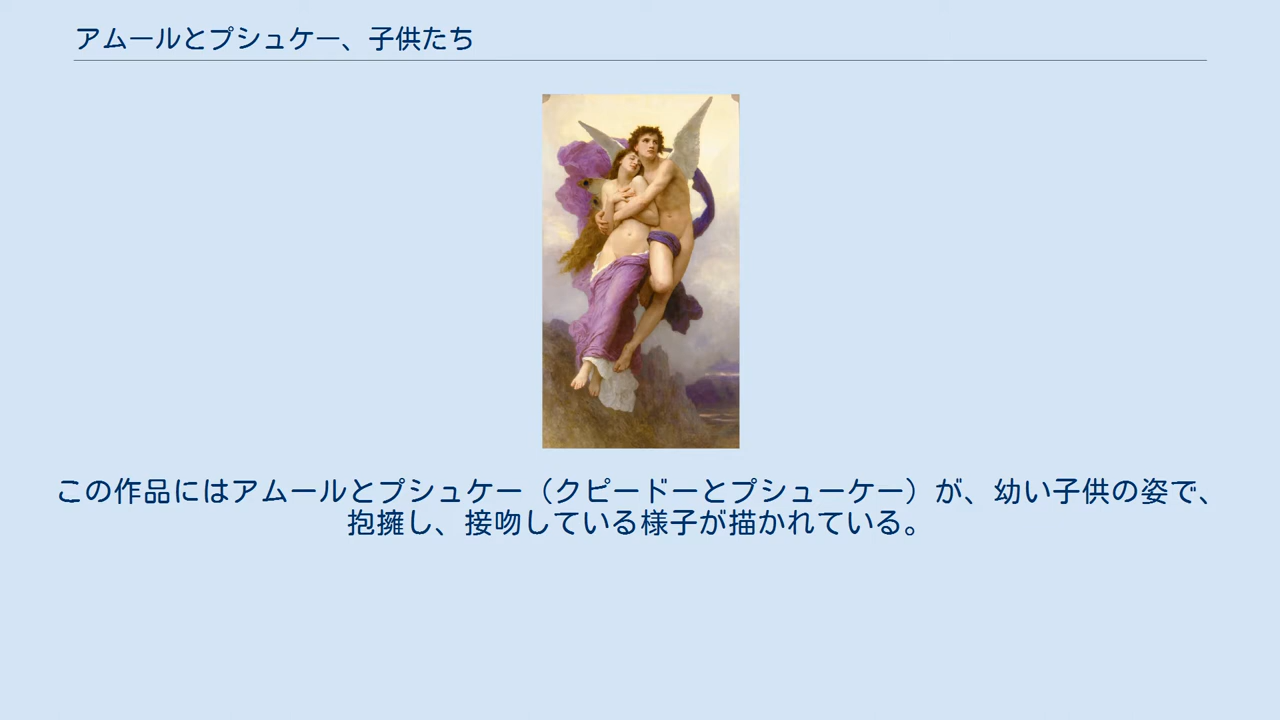 アムールとプシュケー、子供たち
この作品にはアムールとプシュケー（クピードーとプシューケー）が、幼い子供の姿で、
抱擁し、接吻している様子が描かれている。